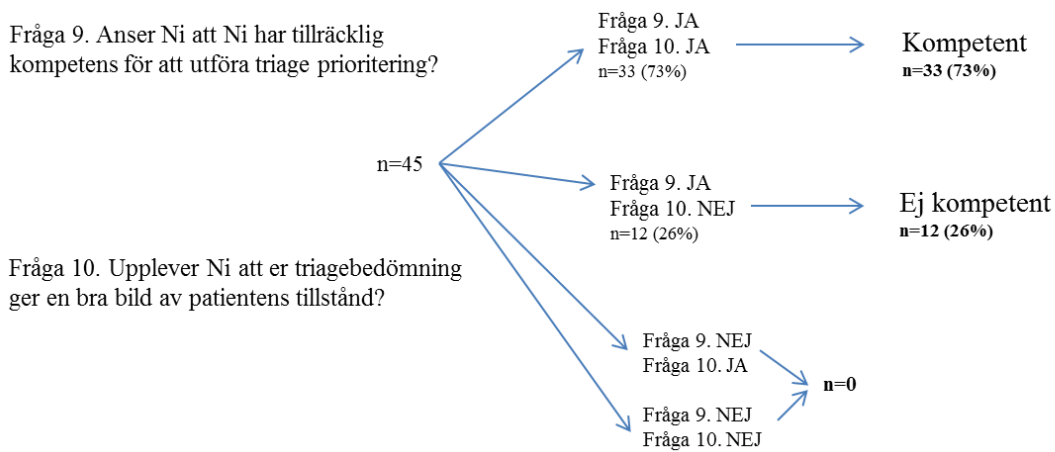 Fråga 9. Anser Ni att Ni har tillräcklig
kompetens för att utföra triage prioritering?
Fråga 9. JA
Fråga 10. JA
n=33 (73%)
Kompetent
n=33 (73%)
n=45
Fråga 9. JA
Fråga 10. NEJ
n=12 (26%)
Ej kompetent
n=12 (26%)
Fråga 10. Upplever Ni att er triagebedömning
ger en bra bild av patientens tillstånd?
Fråga 9. NEJ
Fråga 10. JA
n=0
Fråga 9. NEJ
Fråga 10. NEJ